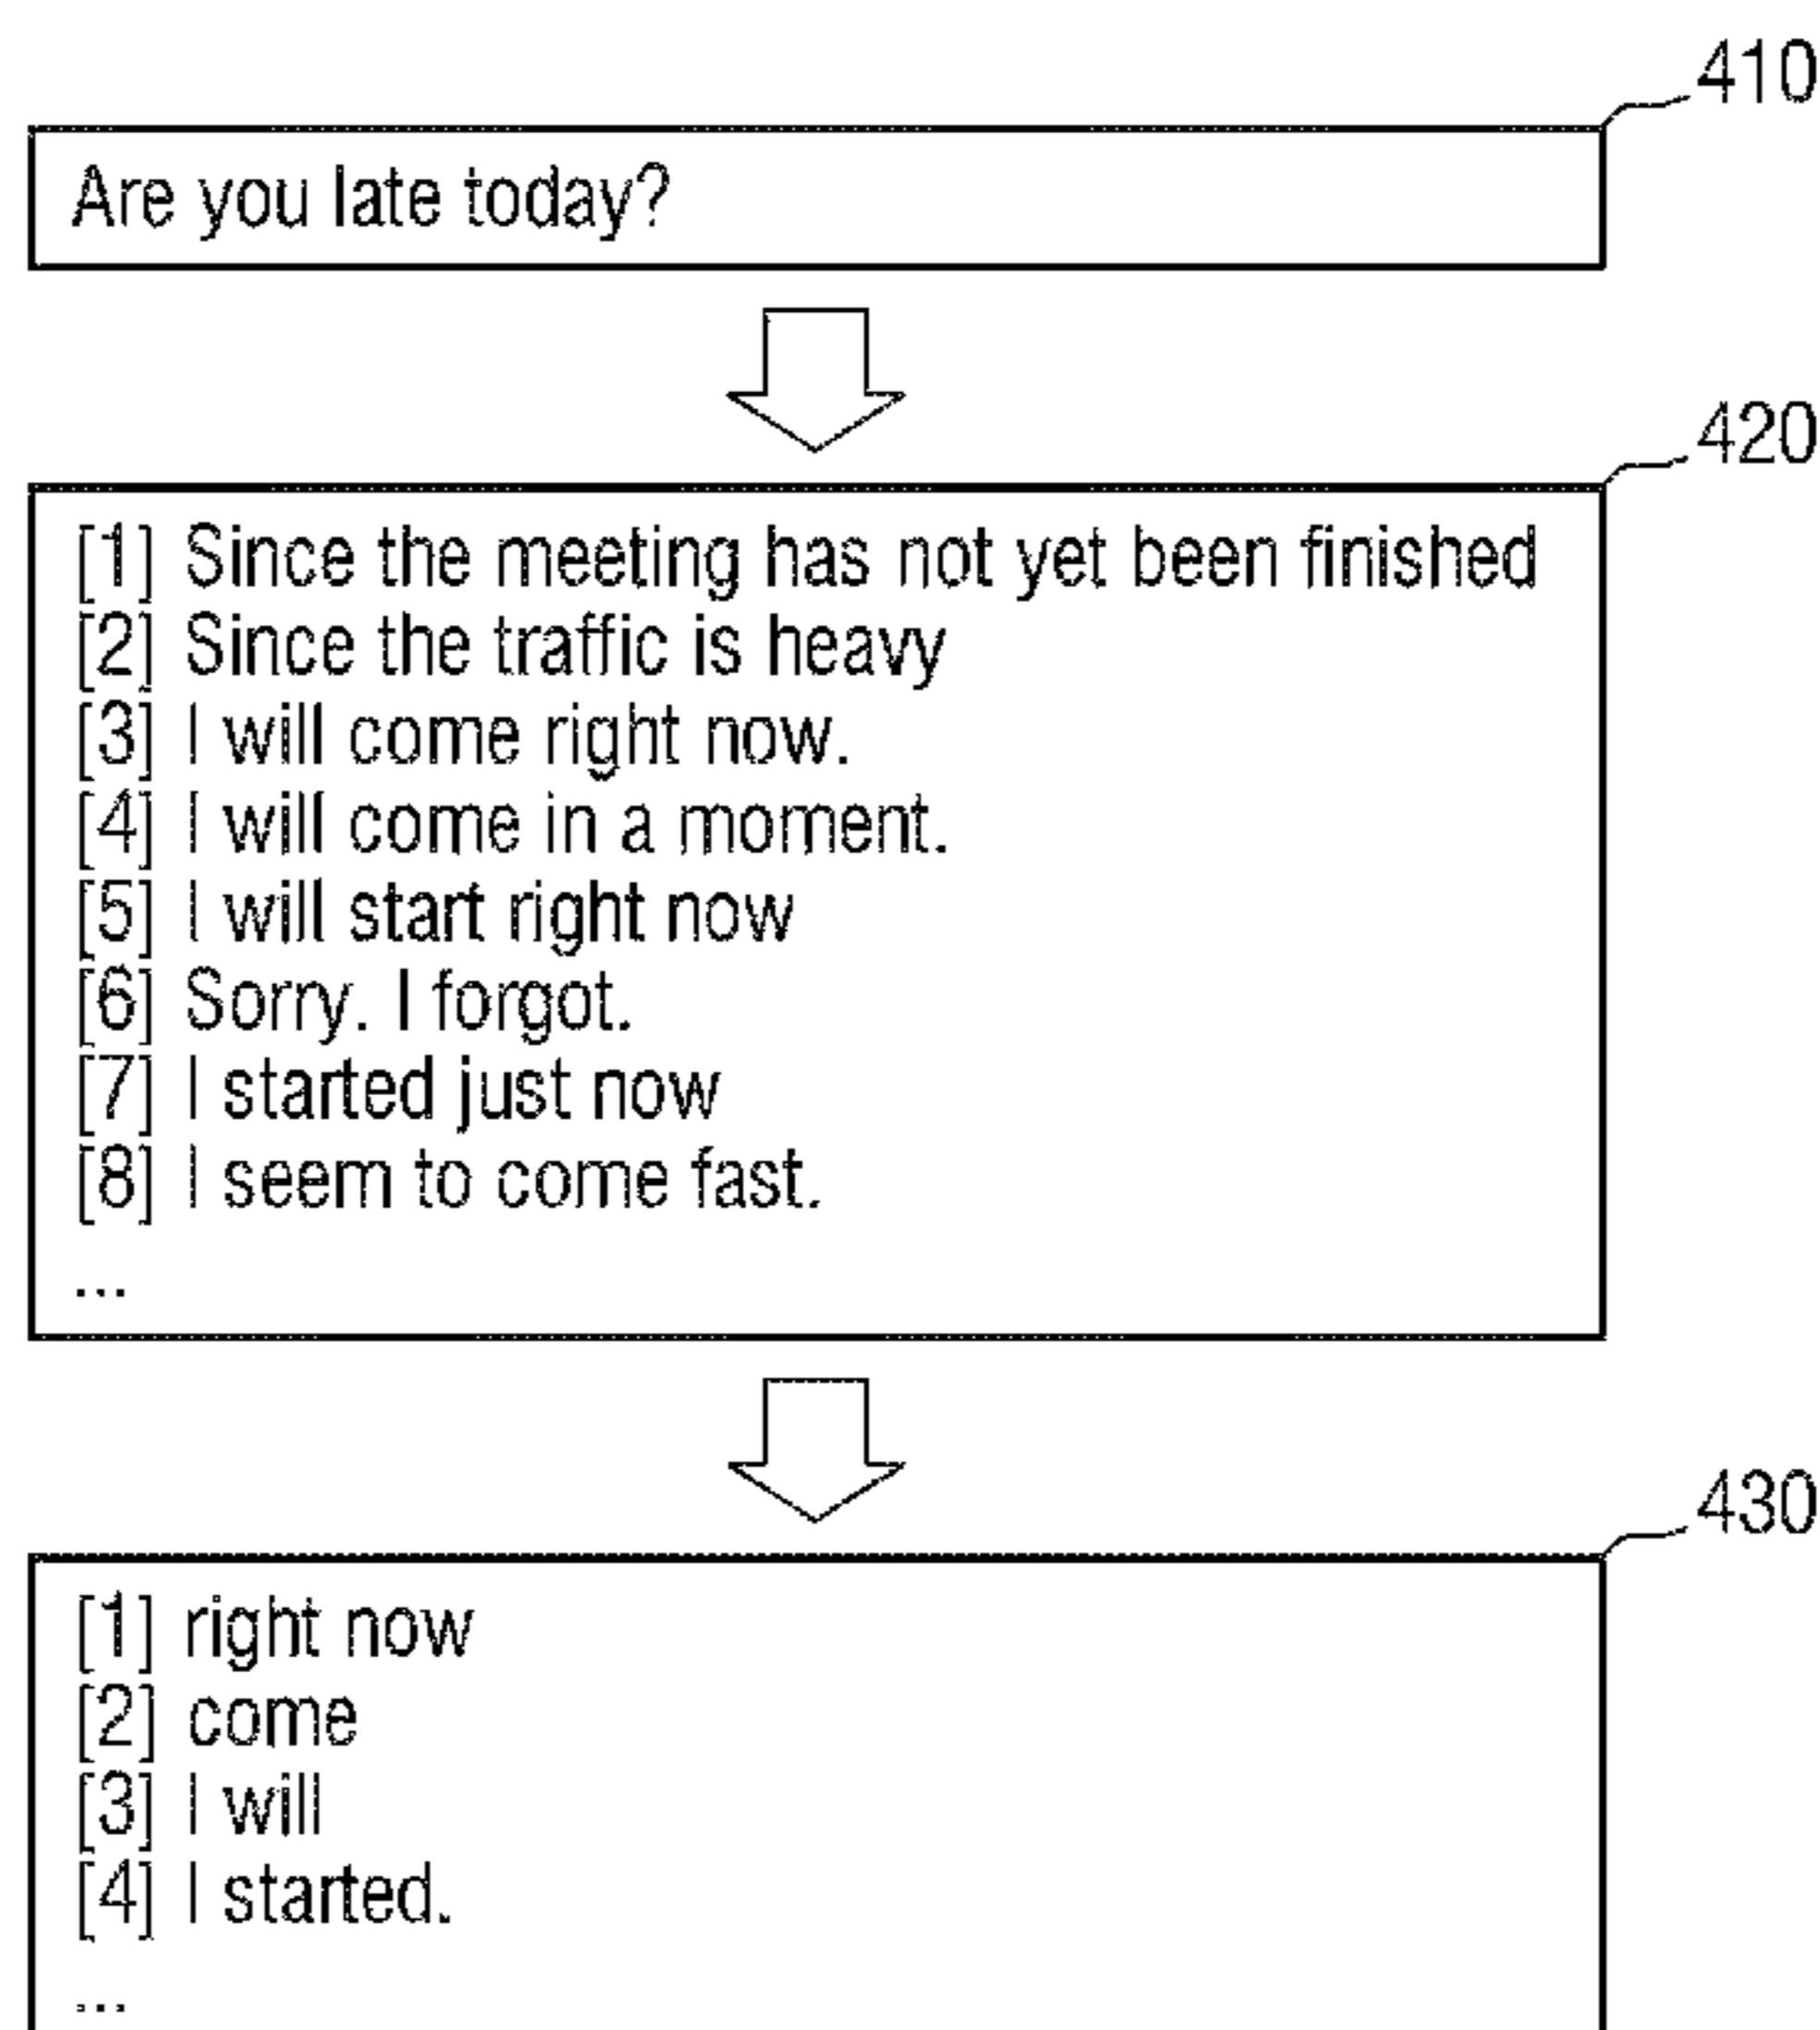 410
Are you late today?
420
[1] Since the meeting has not yet been finished
[2] Since the traffic is heavy
[3] I will come right now.
[4] I will come in a moment.
[5] I will start right now
[6] Sorry. I forgot.
[7] I started just now
[8] I seem to come fast.
...
430
[1] right now
[2] come
[3] I will
[4] I started.
...